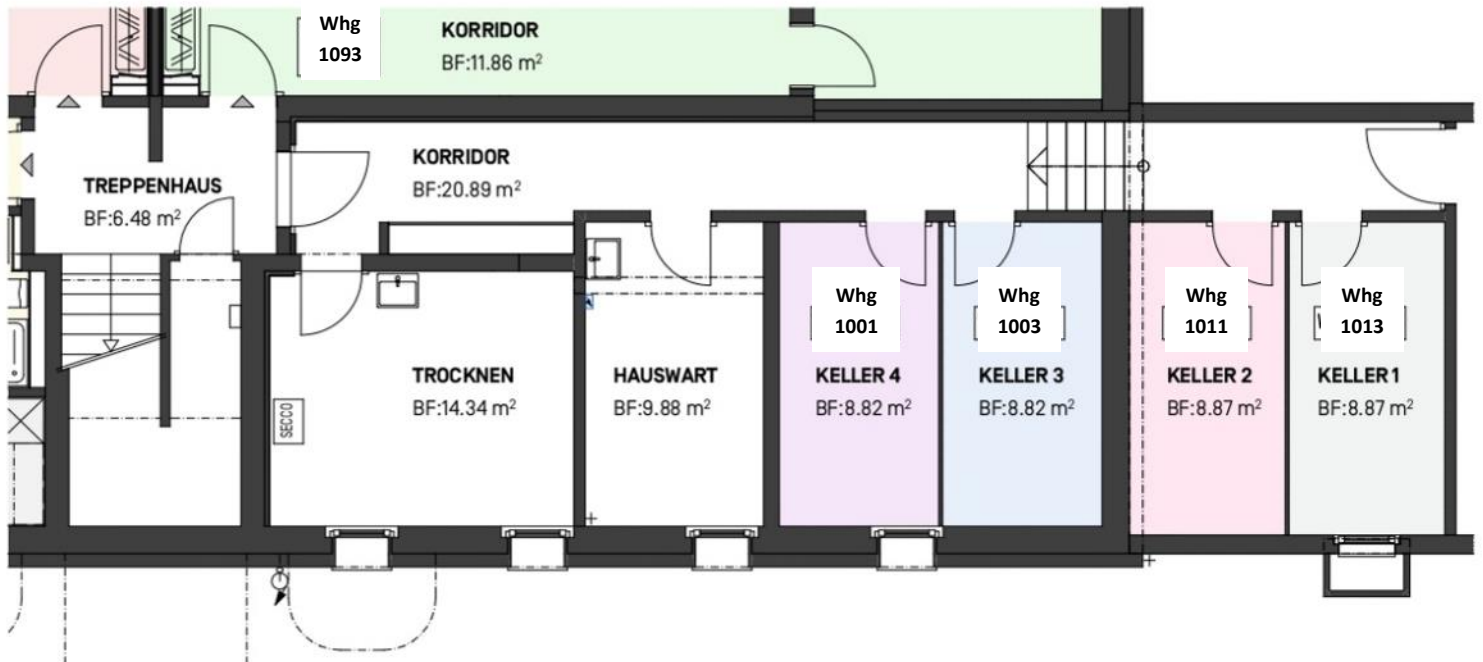 Whg
1093
KORRIDOR
BF:11.86 m²
KORRIDOR
BF:20.89 m²
TREPPENHAUS
BF:6.48 m²
TROCKNEN
BF:14.34 m²
SECCO
HAUSWART
BF:9.88 m²
Whg
1001
KELLER 4
BF:8.82 m²
Whg
1003
KELLER 3
BF:8.82 m²
Whg
1011
KELLER 2
BF:8.87 m²
Whg
1013
KELLER 1
BF:8.87 m²